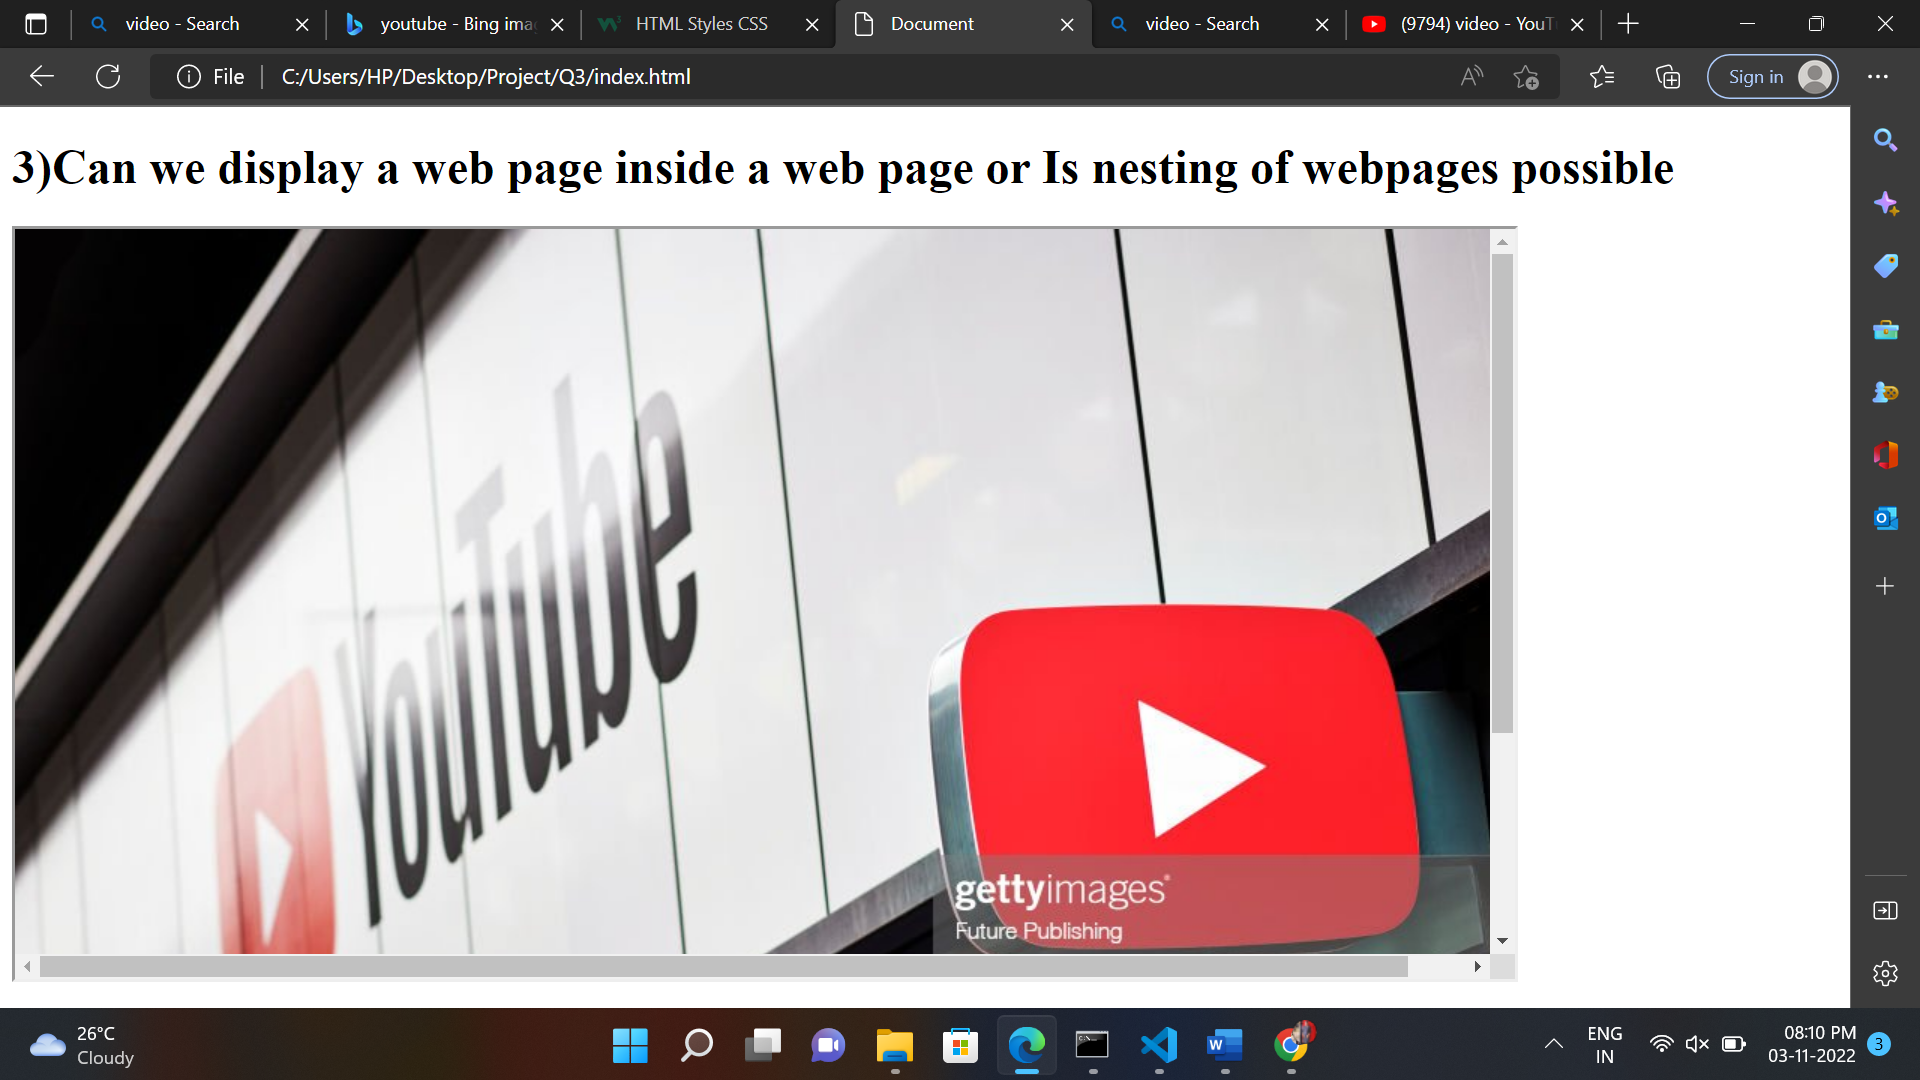 video - Search
youtube - Bing ima
HTML Styles CSS
Document
video - Search
(9794) video - YouT
File
C:/Users/HP/Desktop/Project/Q3/index.html
Sign in
3)Can we display a web page inside a web page or Is nesting of webpages possible
YouTube
gettyimages®
Future Publishing
26°C
Cloudy
ENG
IN
08:10 PM
03-11-2022
3